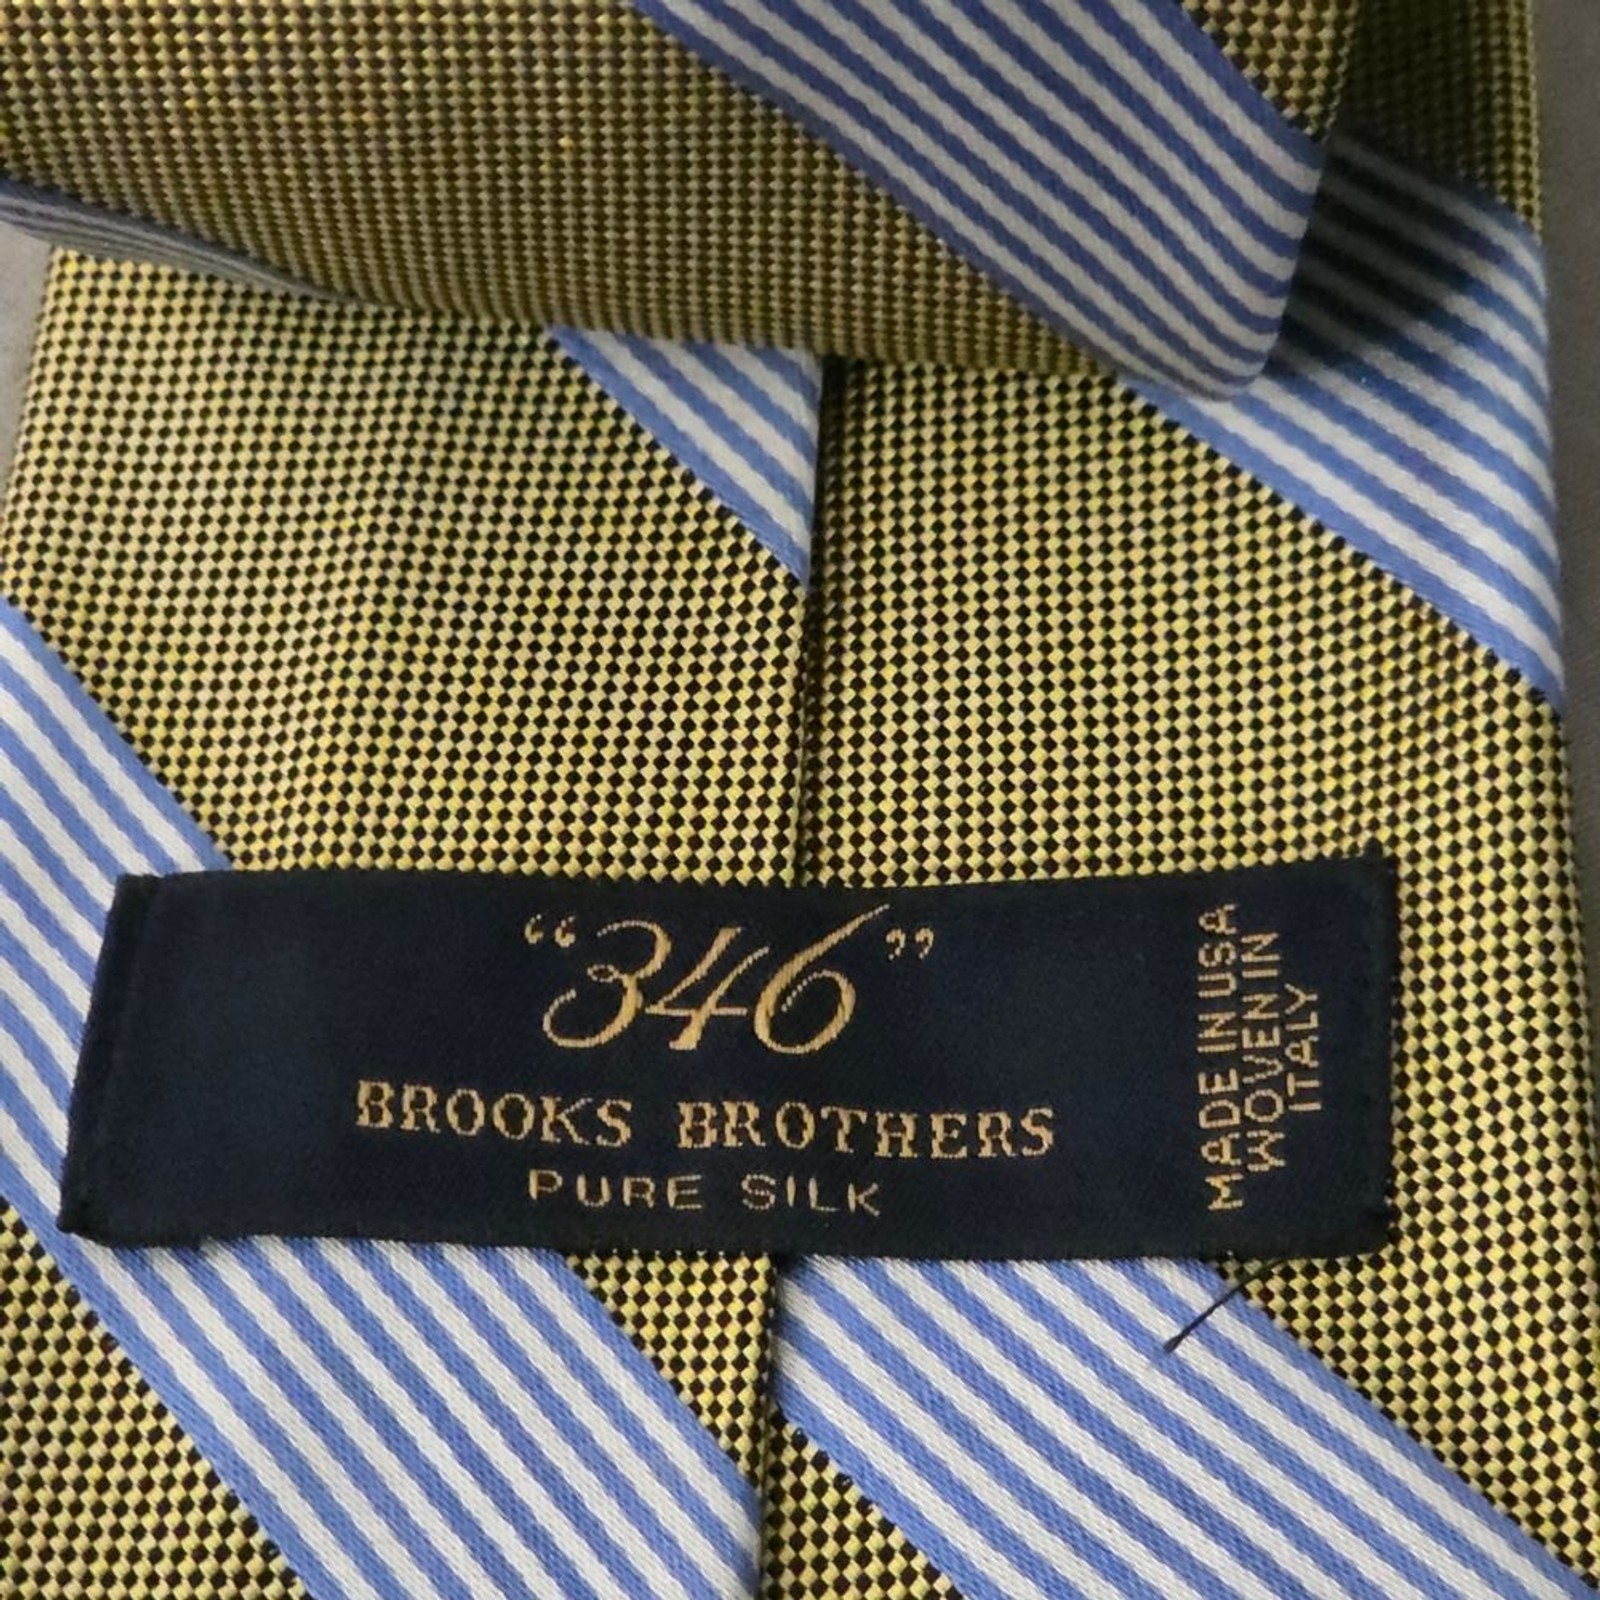 “346”
BROOKS BROTHERS
PURE SILK
MADE IN USA
WOVEN IN
ITALY